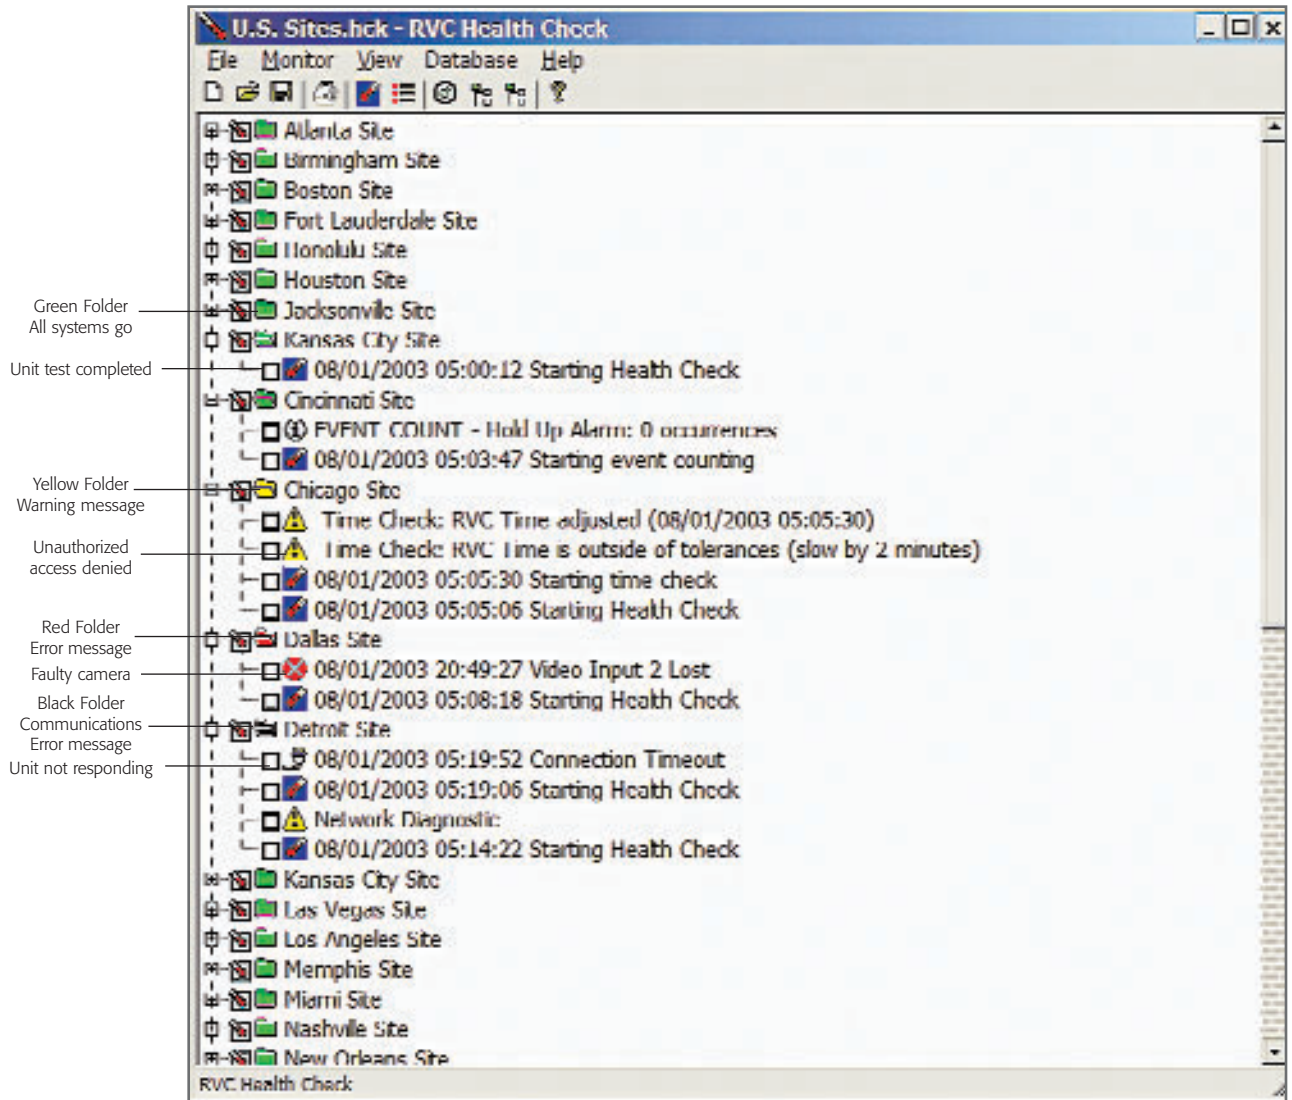 U.S. Sites.hck - RVC Health Check
File Monitor View Database Help
Atlanta Site
Birmingham Site
Boston Site
Fort Lauderdale Site
Honolulu Site
Houston Site
Green Folder
All systems go
Jacksonville Site
Kansas City Site
Unit test completed
08/01/2003 05:00:12 Starting Health Check
Cincinnati Site
EVENT COUNT - Hold Up Alarm: 0 occurrences
08/01/2003 05:03:47 Starting event counting
Yellow Folder
Warning message
Chicago Site
Time Check: RVC Time adjusted (08/01/2003 05:05:30)
Unauthorized
access denied
Time Check: RVC Time is outside of tolerances (slow by 2 minutes)
08/01/2003 05:05:30 Starting time check
08/01/2003 05:05:06 Starting Health Check
Red Folder
Error message
Dallas Site
Faulty camera
08/01/2003 20:49:27 Video Input 2 Lost
08/01/2003 05:08:18 Starting Health Check
Black Folder
Communications
Error message
Detroit Site
Unit not responding
08/01/2003 05:19:52 Connection Timeout
08/01/2003 05:19:06 Starting Health Check
Network Diagnostic
08/01/2003 05:14:22 Starting Health Check
Kansas City Site
Las Vegas Site
Los Angeles Site
Memphis Site
Miami Site
Nashville Site
New Orleans Site
RVC Health Check